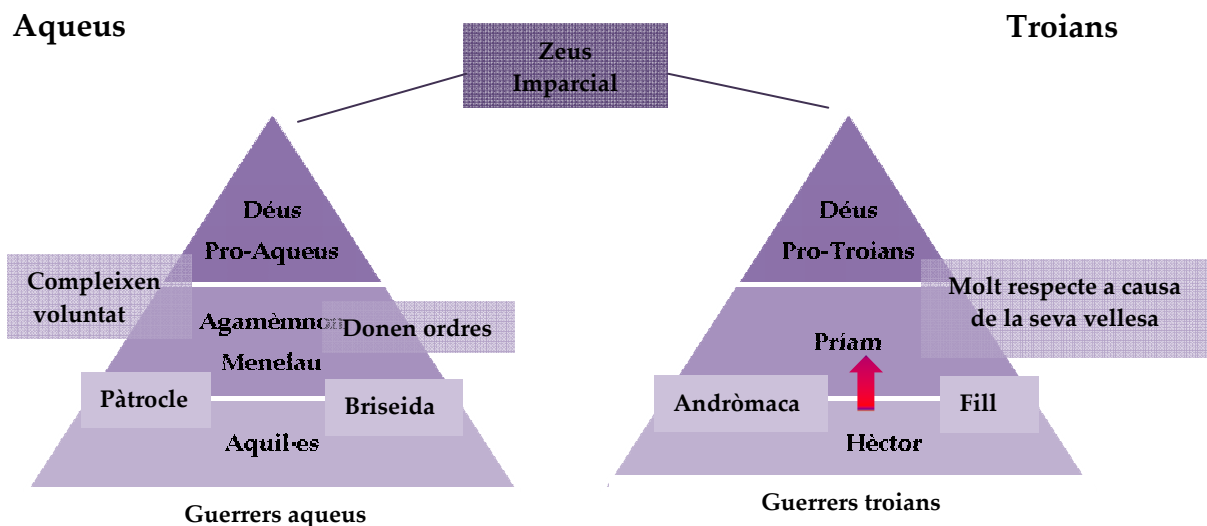 Aqueus
Troians
Zeus
Imparcial
Déus
Pro-Aqueus
Déus
Pro-Troians
Compleixen
voluntat
Agamèmnon
Donen ordres
Menelau
Molt respecte a causa
de la seva vellesa
Príam
Pàtrocle
Briseida
Andròmaca
Fill
Aquil·es
Hèctor
Guerrers aqueus
Guerrers troians